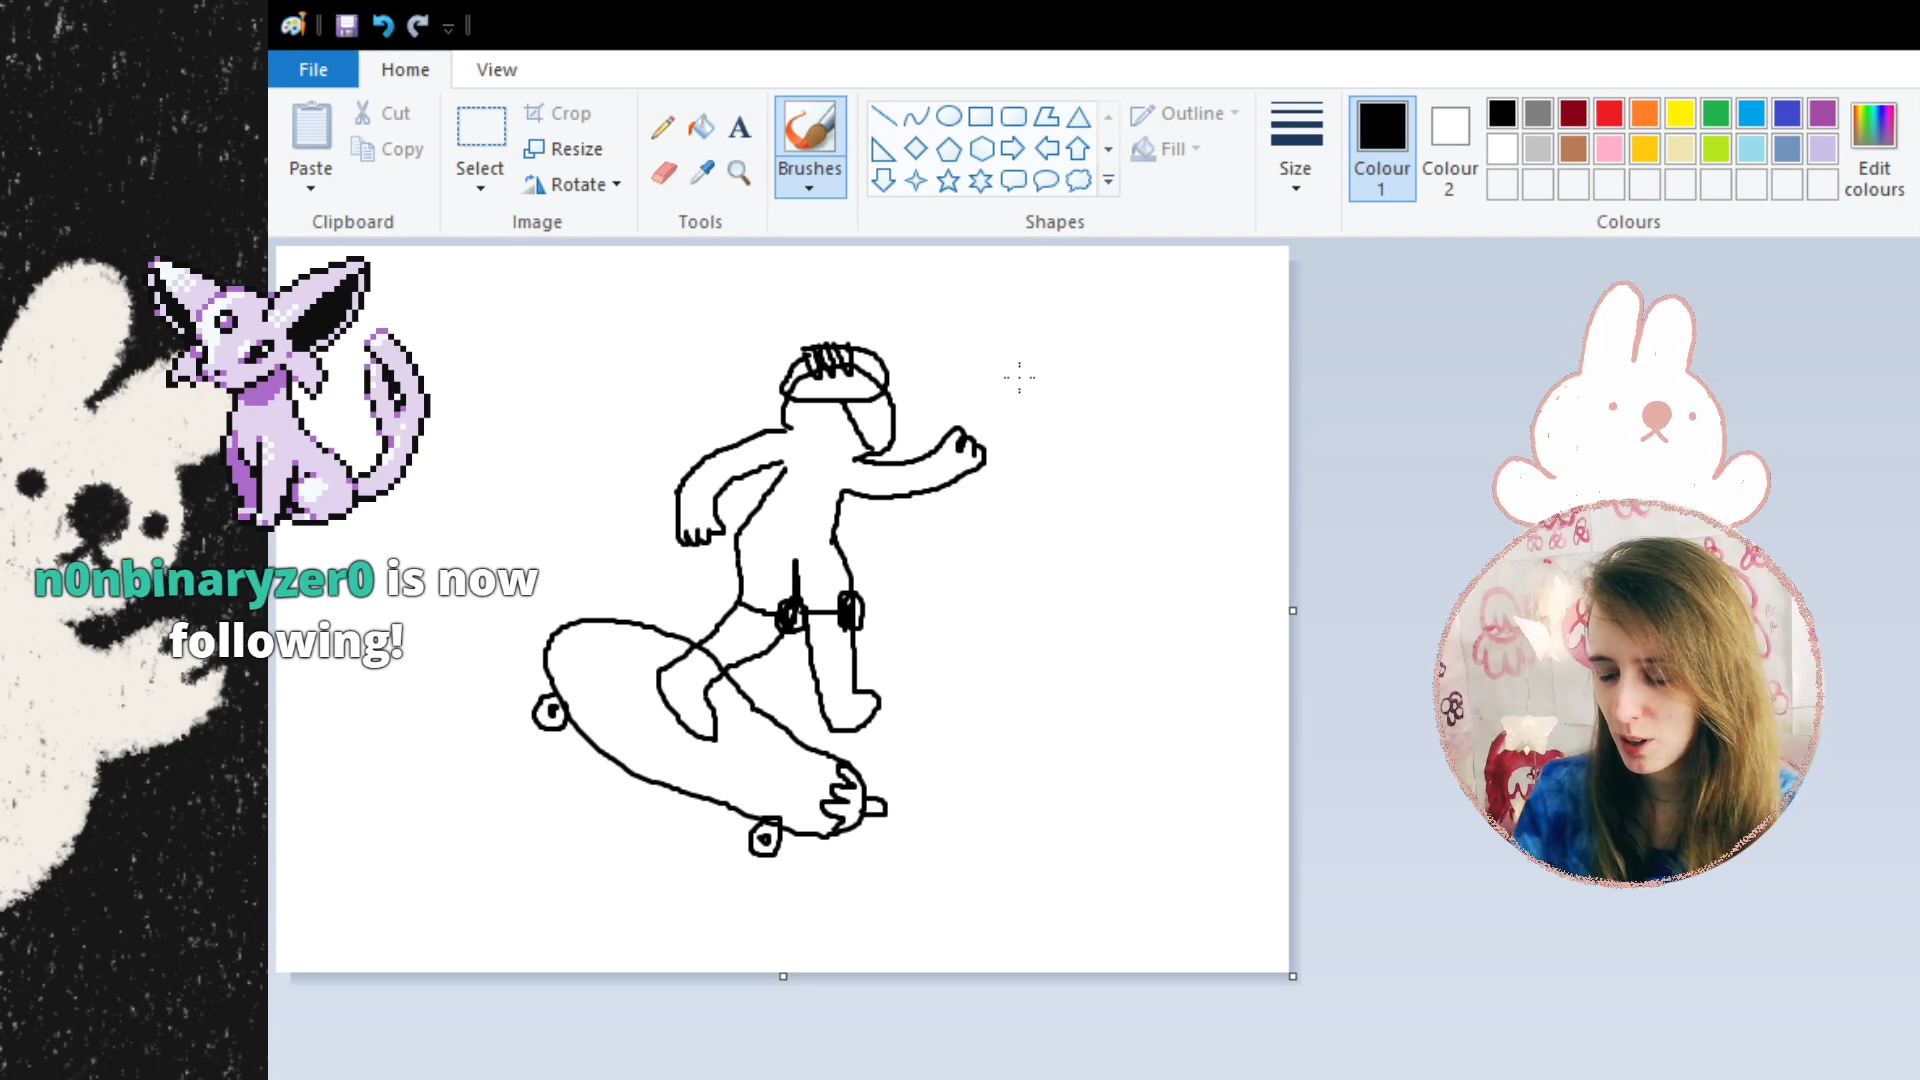 File Home View
Cut
Crop
Outline
Copy
Resize
Fill
Paste Select Rotate Brushes Size Colour 1 Colour 2 Edit colours
Clipboard Image Tools Shapes Colours
A
n0nbinaryzer0 is now
following!